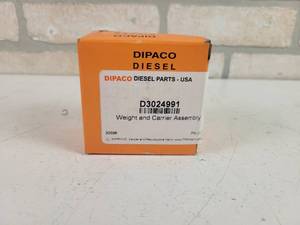 DIPACO
DIESEL
DIPACO DIESEL PARTS - USA
D3024991
Weight and Carrier Assembly